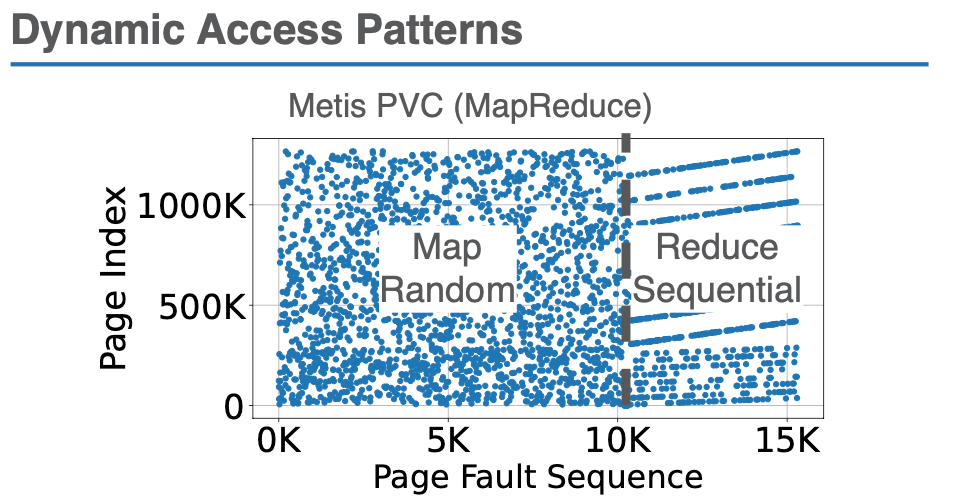 Dynamic Access Patterns
Metis PVC (MapReduce)
Page Index
1000K
500K
0
Map
Random
Reduce
Sequential
0K 5K 10K 15K
Page Fault Sequence